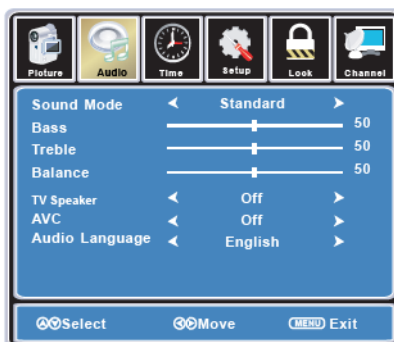 Picture Audio Time Setup Look Channel
Sound Mode Standard
Bass 50
Treble 50
Balance 50
TV Speaker Off
AVC Off
Audio Language English
Select Move MENU Exit